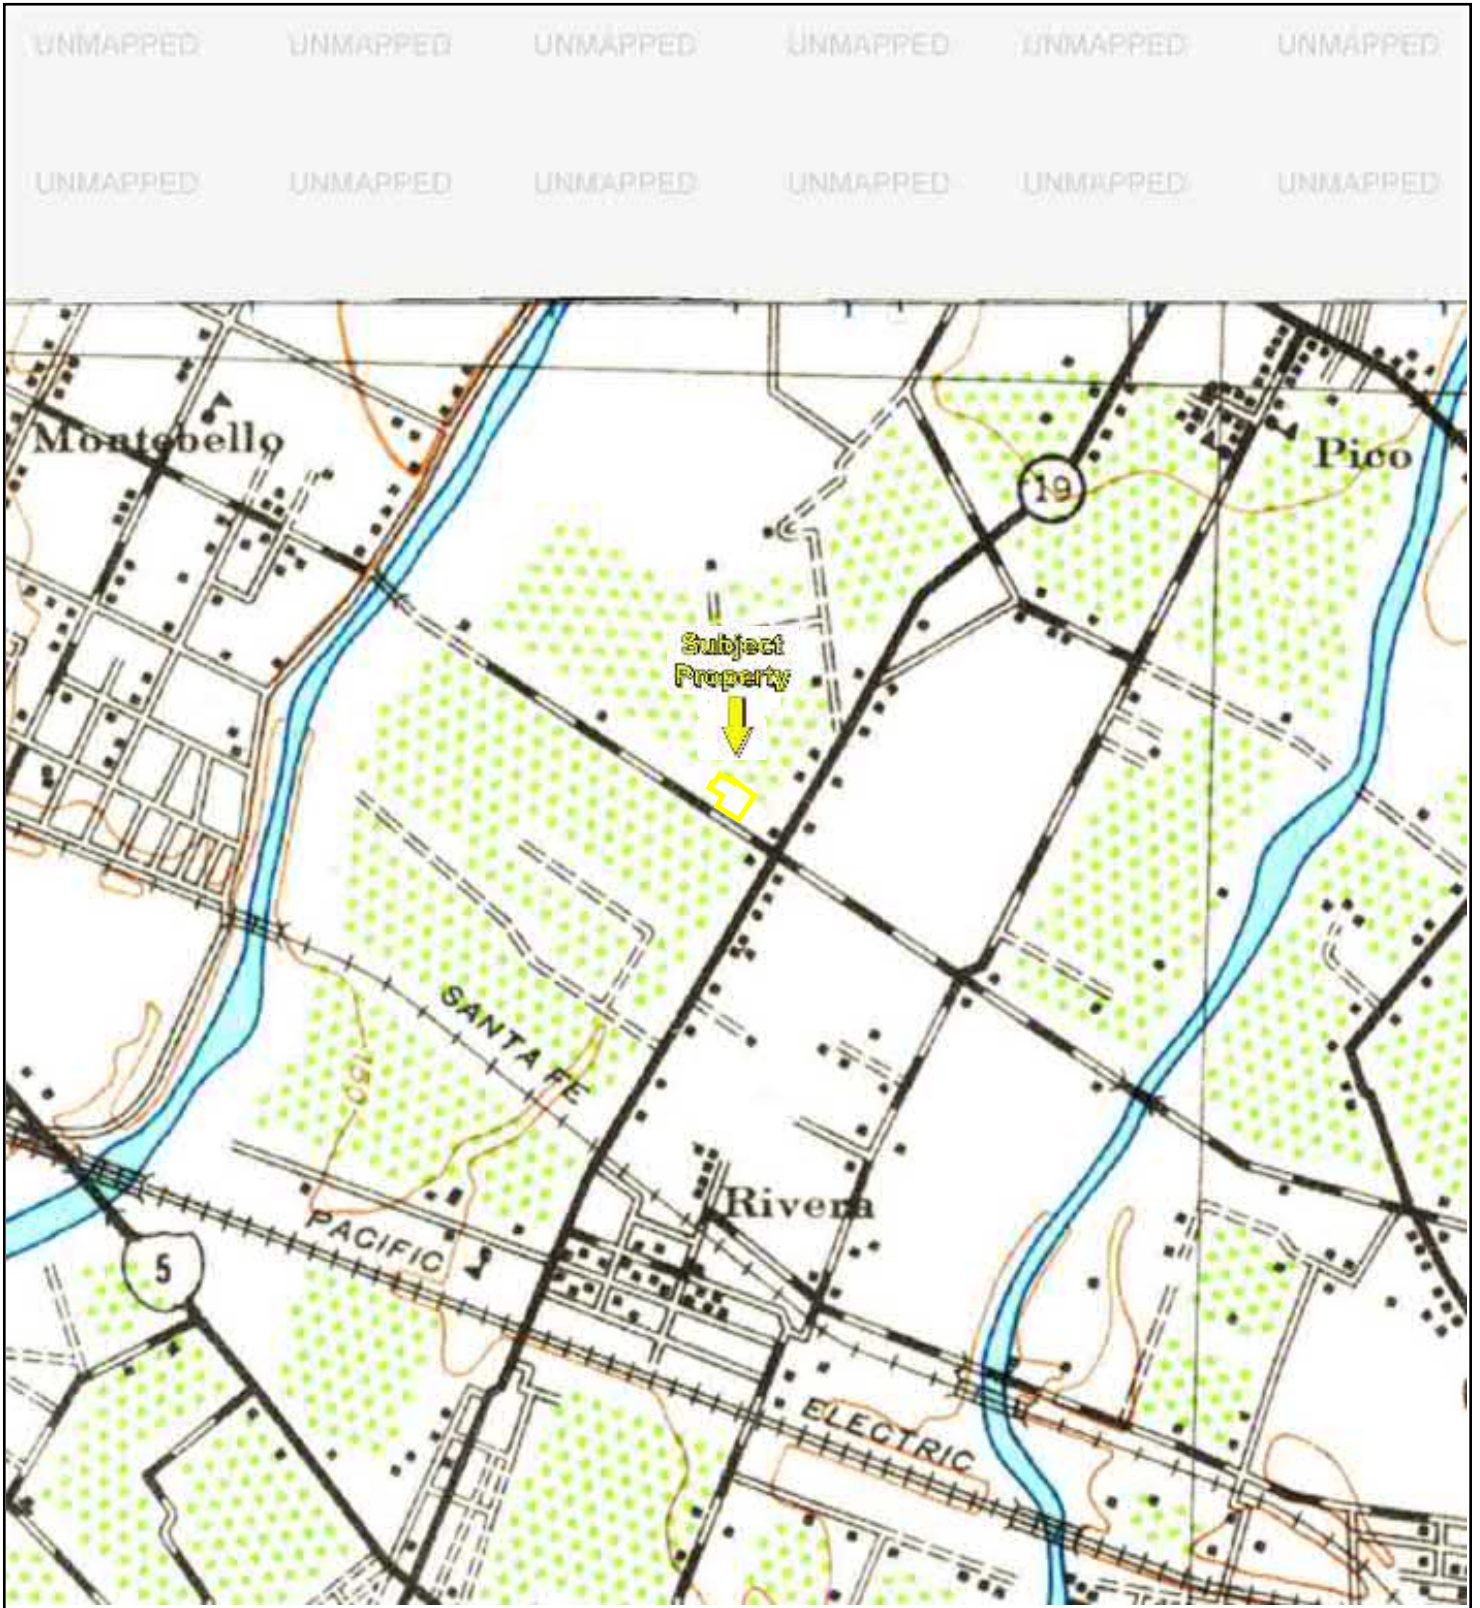 UNMAPPED UNMAPPED UNMAPPED UNMAPPED UNMAPPED UNMAPPED
UNMAPPED UNMAPPED UNMAPPED UNMAPPED UNMAPPED UNMAPPED
Montebello
Pico
19
Subject
Property
SANTA FE
150
Rivera
PACIFIC
5
ELECTRIC